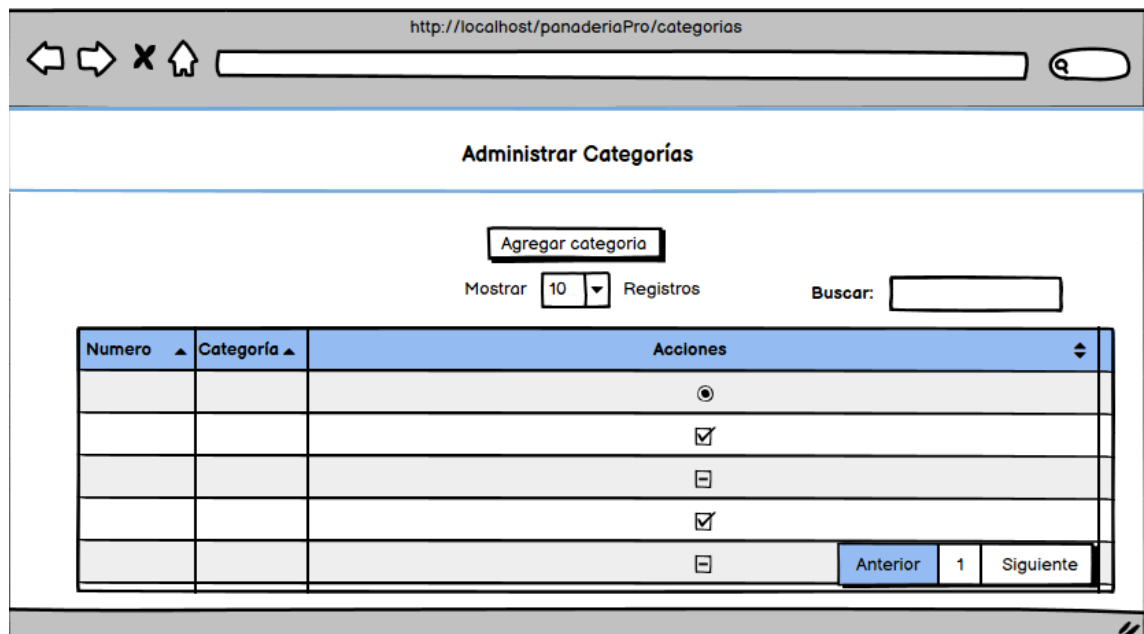 http://localhost/panaderiaPro/categorias
Administrar Categorías
Agregar categoria
Mostrar 10 Registros Buscar:
Numero Categoría Acciones
Anterior 1 Siguiente